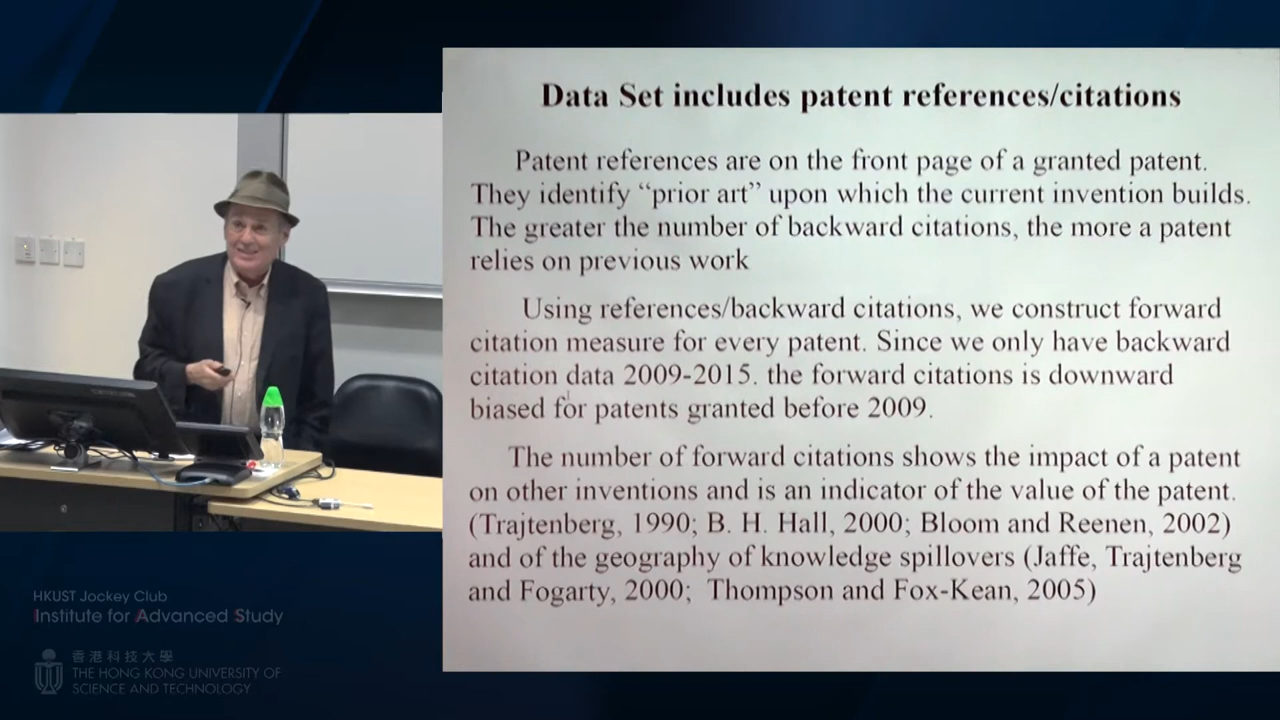 Data Set includes patent references/citations
Patent references are on the front page of a granted patent.
They identify “prior art” upon which the current invention builds.
The greater the number of backward citations, the more a patent
relies on previous work
Using references/backward citations, we construct forward
citation measure for every patent. Since we only have backward
citation data 2009-2015. the forward citations is downward
biased for patents granted before 2009.
The number of forward citations shows the impact of a patent
on other inventions and is an indicator of the value of the patent.
(Trajtenberg, 1990; B. H. Hall, 2000; Bloom and Reenen, 2002)
and of the geography of knowledge spillovers (Jaffe, Trajtenberg
and Fogarty, 2000; Thompson and Fox-Kean, 2005)
HKUST Jockey Club
Institute for Advanced Study
香港科技大學
THE HONG KONG UNIVERSITY OF
SCIENCE AND TECHNOLOGY